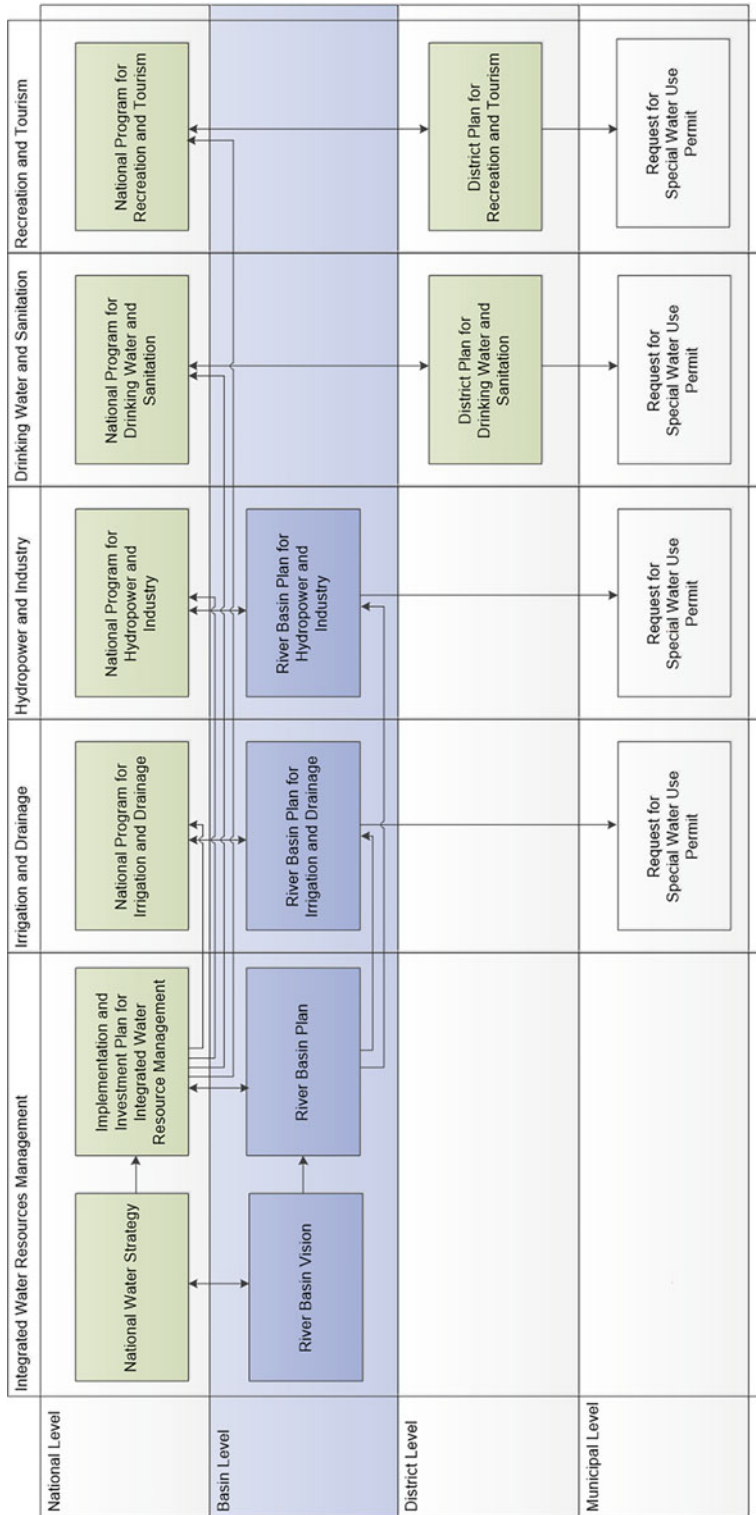 Integrated Water Resources Management
Irrigation and Drainage
Hydropower and Industry
Drinking Water and Sanitation
Recreation and Tourism
National Level
National Water Strategy
Implementation and
Investment Plan for
Integrated Water
Resource Management
National Program for
Irrigation and Drainage
National Program for
Hydropower and
Industry
National Program for
Drinking Water and
Sanitation
National Program for
Recreation and Tourism
Basin Level
River Basin Vision
River Basin Plan
River Basin Plan for
Irrigation and Drainage
River Basin Plan for
Hydropower and
Industry
District Level
District Plan for
Drinking Water and
Sanitation
District Plan for
Recreation and Tourism
Municipal Level
Request for
Special Water Use
Permit
Request for
Special Water Use
Permit
Request for
Special Water Use
Permit
Request for
Special Water Use
Permit